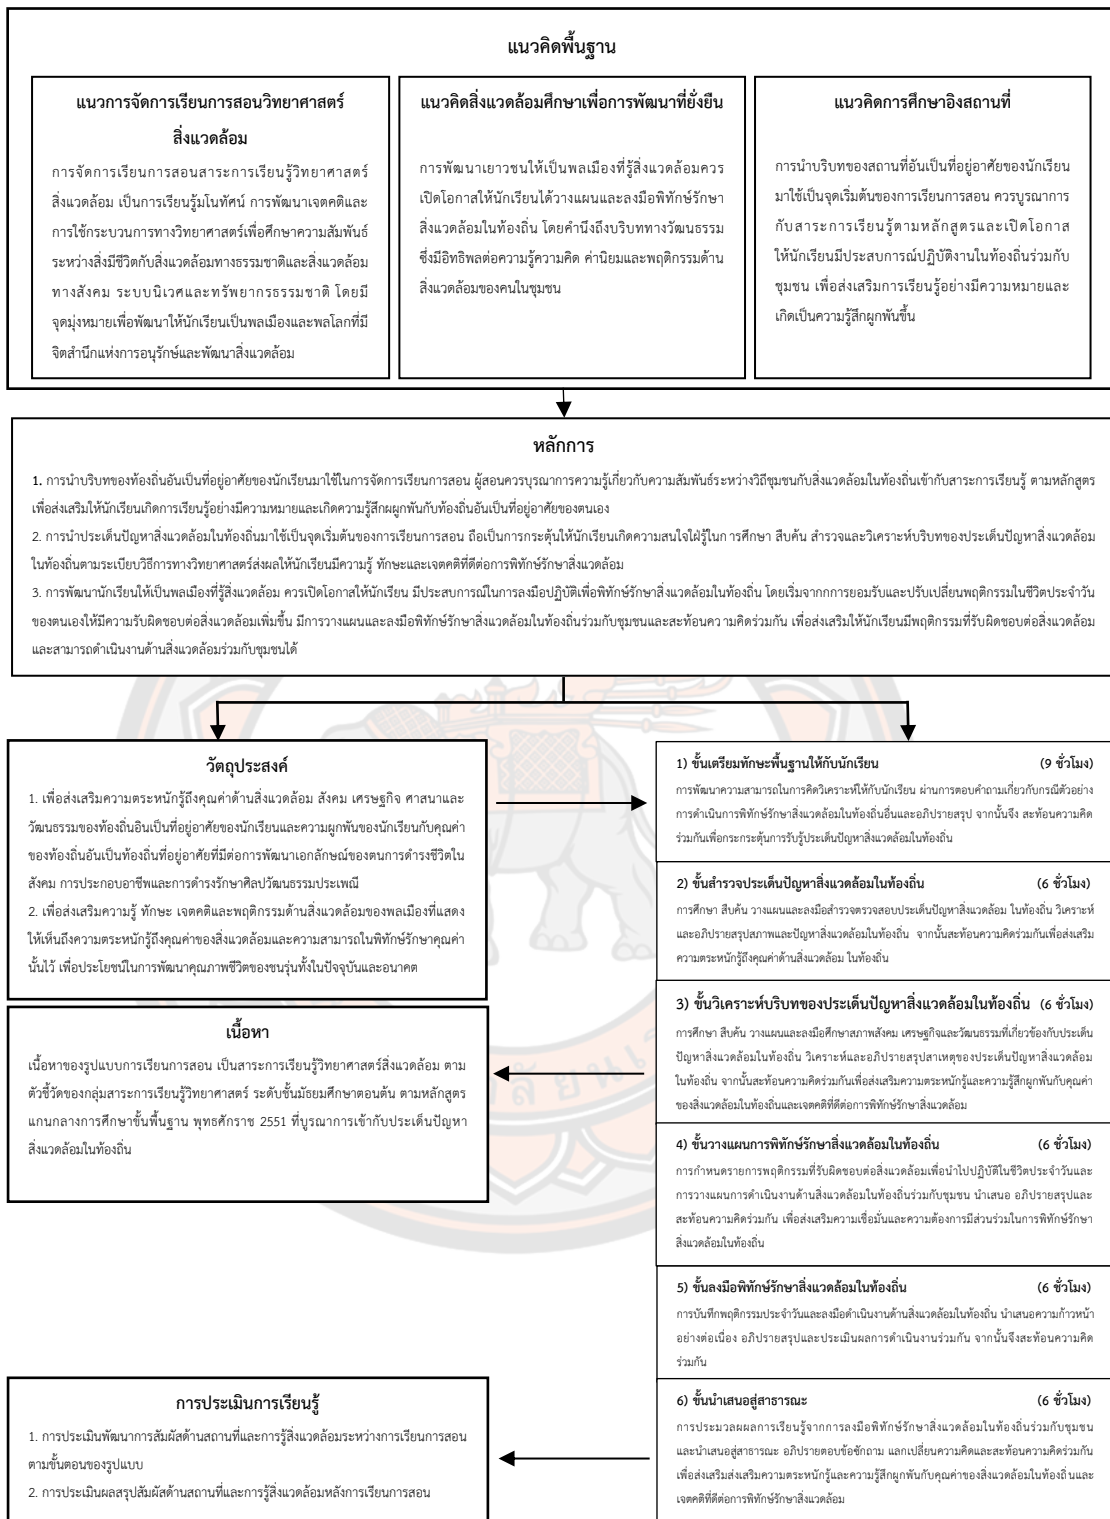 แนวคิดพื้นฐาน
แนวการจัดการเรียนการสอนวิทยาศาสตร์
สิ่งแวดล้อม
การจัดการเรียนการสอนสาระการเรียนรู้วิทยาศาสตร์
สิ่งแวดล้อม เป็นการเรียนรู้มโนทัศน์ การพัฒนาเจตคติและ
การใช้กระบวนการทางวิทยาศาสตร์เพื่อศึกษาความสัมพันธ์
ระหว่างสิ่งมีชีวิตกับสิ่งแวดล้อมทางธรรมชาติและสิ่งแวดล้อม
ทางสังคม ระบบนิเวศและทรัพยากรธรรมชาติ โดยมี
จุดมุ่งหมายเพื่อพัฒนาให้นักเรียนเป็นพลเมืองและพลโลกที่มี
จิตสำนึกแห่งการอนุรักษ์และพัฒนาสิ่งแวดล้อม
แนวคิดสิ่งแวดล้อมศึกษาเพื่อการพัฒนาที่ยั่งยืน
การพัฒนาเยาวชนให้เป็นพลเมืองที่รู้สิ่งแวดล้อมควร
เปิดโอกาสให้นักเรียนได้วางแผนและลงมือพิทักษ์รักษา
สิ่งแวดล้อมในท้องถิ่น โดยคำนึงถึงบริบททางวัฒนธรรม
ซึ่งมีอิทธิพลต่อความรู้ความคิด ค่านิยมและพฤติกรรมด้าน
สิ่งแวดล้อมของคนในชุมชน
แนวคิดการศึกษาอิงสถานที่
การนำบริบทของสถานที่อันเป็นที่อยู่อาศัยของนักเรียน
มาใช้เป็นจุดเริ่มต้นของการเรียนการสอน ควรบูรณาการ
กับสาระการเรียนรู้ตามหลักสูตรและเปิดโอกาส
ให้นักเรียนมีประสบการณ์ปฏิบัติงานในท้องถิ่นร่วมกับ
ชุมชน เพื่อส่งเสริมการเรียนรู้อย่างมีความหมายและ
เกิดเป็นความรู้สึกผูกพันขึ้น
หลักการ
1. การนำบริบทของท้องถิ่นอันเป็นที่อยู่อาศัยของนักเรียนมาใช้ในการจัดการเรียนการสอน ผู้สอนควรบูรณาการความรู้เกี่ยวกับความสัมพันธ์ระหว่างวิถีชุมชนกับสิ่งแวดล้อมในท้องถิ่นเข้ากับสาระการเรียนรู้ ตามหลักสูตร
เพื่อส่งเสริมให้นักเรียนเกิดการเรียนรู้อย่างมีความหมายและเกิดความรู้สึกผผูกพันกับท้องถิ่นอันเป็นที่อยู่อาศัยของตนเอง
2. การนำประเด็นปัญหาสิ่งแวดล้อมในท้องถิ่นมาใช้เป็นจุดเริ่มต้นของการเรียนการสอน ถือเป็นการกระตุ้นให้นักเรียนเกิดความสนใจใฝ่รู้ในการศึกษา สืบค้น สำรวจและวิเคราะห์บริบทของประเด็นปัญหาสิ่งแวดล้อม
ในท้องถิ่นตามระเบียบวิธีการทางวิทยาศาสตร์ส่งผลให้นักเรียนมีความรู้ ทักษะและเจตคติที่ดีต่อการพิทักษ์รักษาสิ่งแวดล้อม
3. การพัฒนานักเรียนให้เป็นพลเมืองที่รู้สิ่งแวดล้อม ควรเปิดโอกาสให้นักเรียน มีประสบการณ์ในการลงมือปฏิบัติเพื่อพิทักษ์รักษาสิ่งแวดล้อมในท้องถิ่น โดยเริ่มจากกการยอมรับและปรับเปลี่ยนพฤติกรรมในชีวิตประจำวัน
ของตนเองให้มีความรับผิดชอบต่อสิ่งแวดล้อมเพิ่มขึ้น มีการวางแผนและลงมือพิทักษ์รักษาสิ่งแวดล้อมในท้องถิ่นร่วมกับชุมชนและสะท้อนความคิดร่วมกัน เพื่อส่งเสริมให้นักเรียนมีพฤติกรรมที่รับผิดชอบต่อสิ่งแวดล้อม
และสามารถดำเนินงานด้านสิ่งแวดล้อมร่วมกับชุมชนได้
วัตถุประสงค์
1. เพื่อส่งเสริมความตระหนักรู้ถึงคุณค่าด้านสิ่งแวดล้อม สังคม เศรษฐกิจ ศาสนาและ
วัฒนธรรมของท้องถิ่นอินเป็นที่อยู่อาศัยของนักเรียนและความผูกพันของนักเรียนกับคุณค่า
ของท้องถิ่นอันเป็นท้องถิ่นที่อยู่อาศัยที่มีต่อการพัฒนาเอกลักษณ์ของตนการดำรงชีวิตใน
สังคม การประกอบอาชีพและการดำรงรักษาศิลปวัฒนธรรมประเพณี
2. เพื่อส่งเสริมความรู้ ทักษะ เจตคติและพฤติกรรมด้านสิ่งแวดล้อมของพลเมืองที่แสดง
ให้เห็นถึงความตระหนักรู้ถึงคุณค่าของสิ่งแวดล้อมและความสามารถในพิทักษ์รักษาคุณค่า
นั้นไว้ เพื่อประโยชน์ในการพัฒนาคุณภาพชีวิตของชนรุ่นทั้งในปัจจุบันและอนาคต
เนื้อหา
เนื้อหาของรูปแบบการเรียนการสอน เป็นสาระการเรียนรู้วิทยาศาสตร์สิ่งแวดล้อม ตาม
ตัวชี้วัดของกลุ่มสาระการเรียนรู้วิทยาศาสตร์ ระดับชั้นมัธยมศึกษาตอนต้น ตามหลักสูตร
แกนกลางการศึกษาขั้นพื้นฐาน พุทธศักราช 2551 ที่บูรณาการเข้ากับประเด็นปัญหา
สิ่งแวดล้อมในท้องถิ่น
การประเมินการเรียนรู้
1. การประเมินพัฒนาการสัมผัสด้านสถานที่และการรู้สิ่งแวดล้อมระหว่างการเรียนการสอน
ตามขั้นตอนของรูปแบบ
2. การประเมินผลสรุปสัมผัสด้านสถานที่และการรู้สิ่งแวดล้อมหลังการเรียนการสอน
1) ขั้นเตรียมทักษะพื้นฐานให้กับนักเรียน (9 ชั่วโมง)
การพัฒนาความสามารถในการคิดวิเคราะห์ให้กับนักเรียน ผ่านการตอบคำถามเกี่ยวกับกรณีตัวอย่าง
การดำเนินการพิทักษ์รักษาสิ่งแวดล้อมในท้องถิ่นอื่นและอภิปรายสรุป จากนั้นจึง สะท้อนความคิด
ร่วมกันเพื่อกระกระตุ้นการรับรู้ประเด็นปัญหาสิ่งแวดล้อมในท้องถิ่น
2) ขั้นสำรวจประเด็นปัญหาสิ่งแวดล้อมในท้องถิ่น (6 ชั่วโมง)
การศึกษา สืบค้น วางแผนและลงมือสำรวจตรวจสอบประเด็นปัญหาสิ่งแวดล้อม ในท้องถิ่น วิเคราะห์
และอภิปรายสรุปสภาพและปัญหาสิ่งแวดล้อมในท้องถิ่น จากนั้นสะท้อนความคิดร่วมกันเพื่อส่งเสริม
ความตระหนักรู้ถึงคุณค่าด้านสิ่งแวดล้อม ในท้องถิ่น
3) ขั้นวิเคราะห์บริบทของประเด็นปัญหาสิ่งแวดล้อมในท้องถิ่น (6 ชั่วโมง)
การศึกษา สืบค้น วางแผนและลงมือศึกษาสภาพสังคม เศรษฐกิจและวัฒนธรรมที่เกี่ยวข้องกับประเด็น
ปัญหาสิ่งแวดล้อมในท้องถิ่น วิเคราะห์และอภิปรายสรุปสาเหตุของประเด็นปัญหาสิ่งแวดล้อม
ในท้องถิ่น จากนั้นสะท้อนความคิดร่วมกันเพื่อส่งเสริมความตระหนักรู้และความรู้สึกผูกพันกับคุณค่า
ของสิ่งแวดล้อมในท้องถิ่นและเจตคติที่ดีต่อการพิทักษ์รักษาสิ่งแวดล้อม
4) ขั้นวางแผนการพิทักษ์รักษาสิ่งแวดล้อมในท้องถิ่น (6 ชั่วโมง)
การกำหนดรายการพฤติกรรมที่รับผิดชอบต่อสิ่งแวดล้อมเพื่อนำไปปฏิบัติในชีวิตประจำวันและ
การวางแผนการดำเนินงานด้านสิ่งแวดล้อมในท้องถิ่นร่วมกับชุมชน นำเสนอ อภิปรายสรุปและ
สะท้อนความคิดร่วมกัน เพื่อส่งเสริมความเชื่อมั่นและความต้องการมีส่วนร่วมในการพิทักษ์รักษา
สิ่งแวดล้อมในท้องถิ่น
5) ขั้นลงมือพิทักษ์รักษาสิ่งแวดล้อมในท้องถิ่น (6 ชั่วโมง)
การบันทึกพฤติกรรมประจำวันและลงมือดำเนินงานด้านสิ่งแวดล้อมในท้องถิ่น นำเสนอความก้าวหน้า
อย่างต่อเนื่อง อภิปรายสรุปและประเมินผลการดำเนินงานร่วมกัน จากนั้นจึงสะท้อนความคิด
ร่วมกัน
6) ขั้นนำเสนอสู่สาธารณะ (6 ชั่วโมง)
การประมวลผผลการเรียนรู้จากการลงมือพิทักษ์รักษาสิ่งแวดล้อมในท้องถิ่นร่วมกับชุมชน
และนำเสนอสู่สาธารณะ อภิปรายตอบข้อซักถาม แลกเปลี่ยนความคิดและสะท้อนความคิดร่วมกัน
เพื่อส่งเสริมส่งเสริมความตระหนักรู้และความรู้สึกผูกพันกับคุณค่าของสิ่งแวดล้อมในท้องถิ่นและ
เจตคติที่ดีต่อการพิทักษ์รักษาสิ่งแวดล้อม